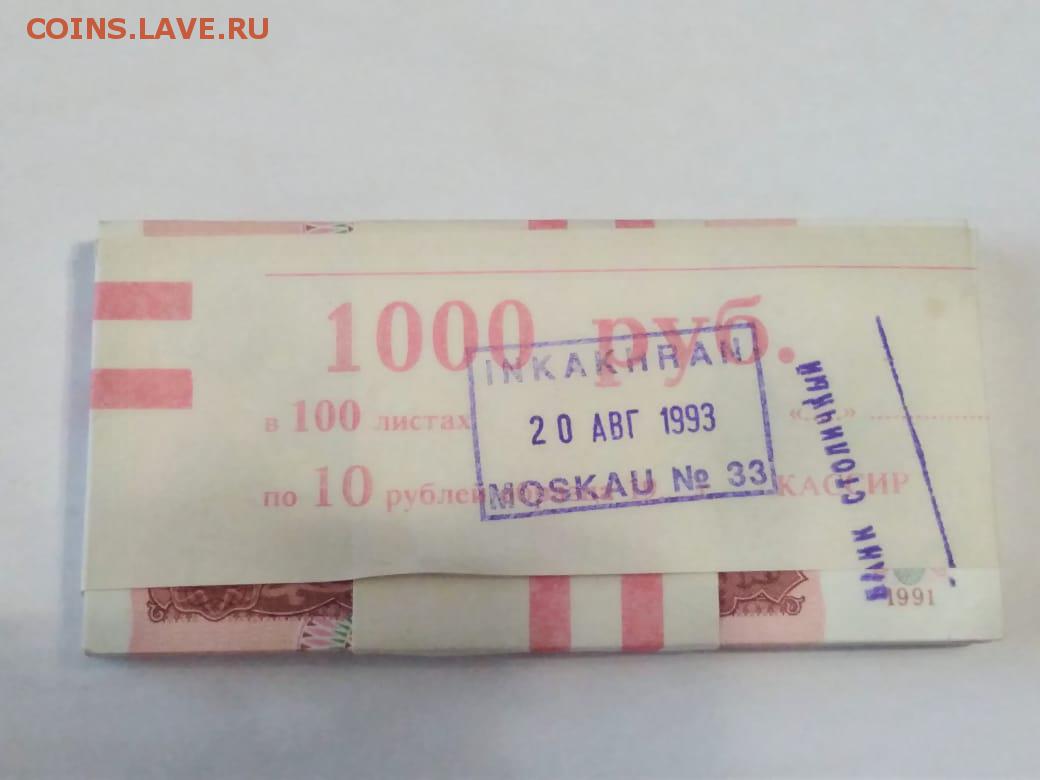 COINS.LAVE.RU
1000 руб.
INKAKHRAN
в 100 листах
20 АВГ 1993
по 10 рублей
КАССИР
MOSKAU № 33
БАНК СТОЛИЧНЫЙ
1991